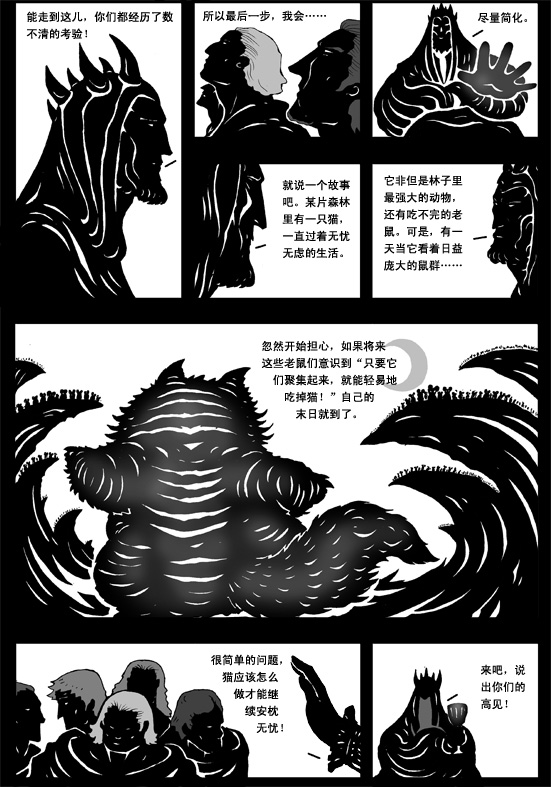 能走到这儿，你们都经历了数
不清的考验！
所以最后一步，我会……
尽量简化。
就说一个故事
吧。某片森林
里有一只猫，
一直过着无忧
无虑的生活。
它非但是林子里
最强大的动物，
还有吃不完的老
鼠。可是，有一
天当它看着日益
庞大的鼠群……
忽然开始担心，如果将来
这些老鼠们意识到“只要它
们聚集起来，就能轻易地
吃掉猫！”自己的
末日就到了。
很简单的问题，
猫应该怎么
做才能继
续安枕
无忧！
来吧，说
出你们的
高见！